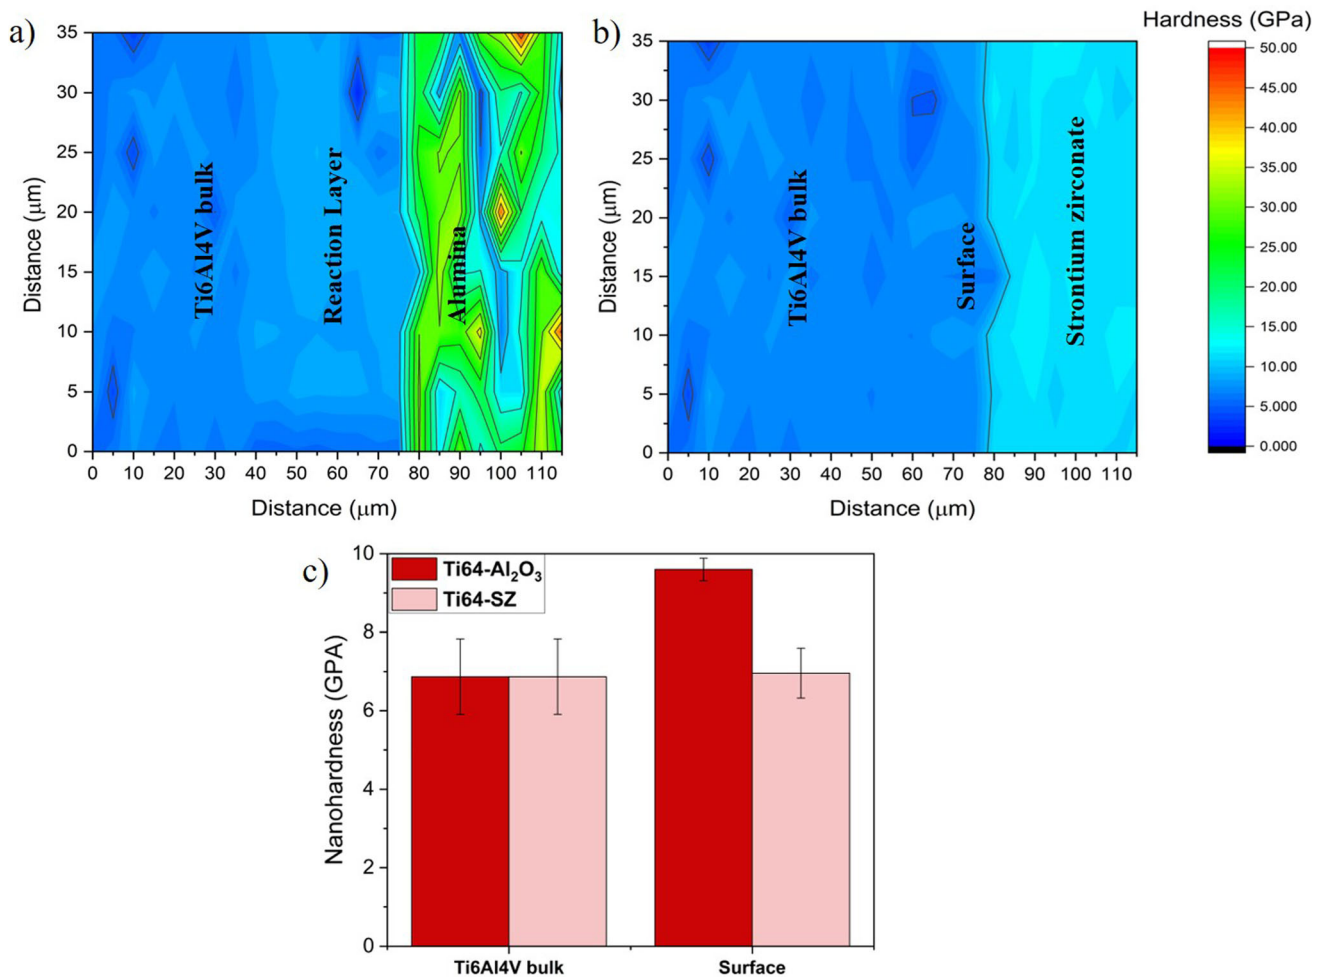 a)
35
30
25
20
15
10
5
0
Distance (μm)
0 10 20 30 40 50 60 70 80 90 100 110
Distance (μm)
Ti6Al4V bulk
Reaction Layer
Alumina
b)
35
30
25
20
15
10
5
0
Distance (μm)
0 10 20 30 40 50 60 70 80 90 100 110
Distance (μm)
Ti6Al4V bulk
Surface
Strontium zirconate
Hardness (GPa)
50.00
45.00
40.00
35.00
30.00
25.00
20.00
15.00
10.00
5.000
0.000
c)
10
8
6
4
2
0
Nanohardness (GPA)
Ti64-Al₂O₃
Ti64-SZ
Ti6Al4V bulk Surface